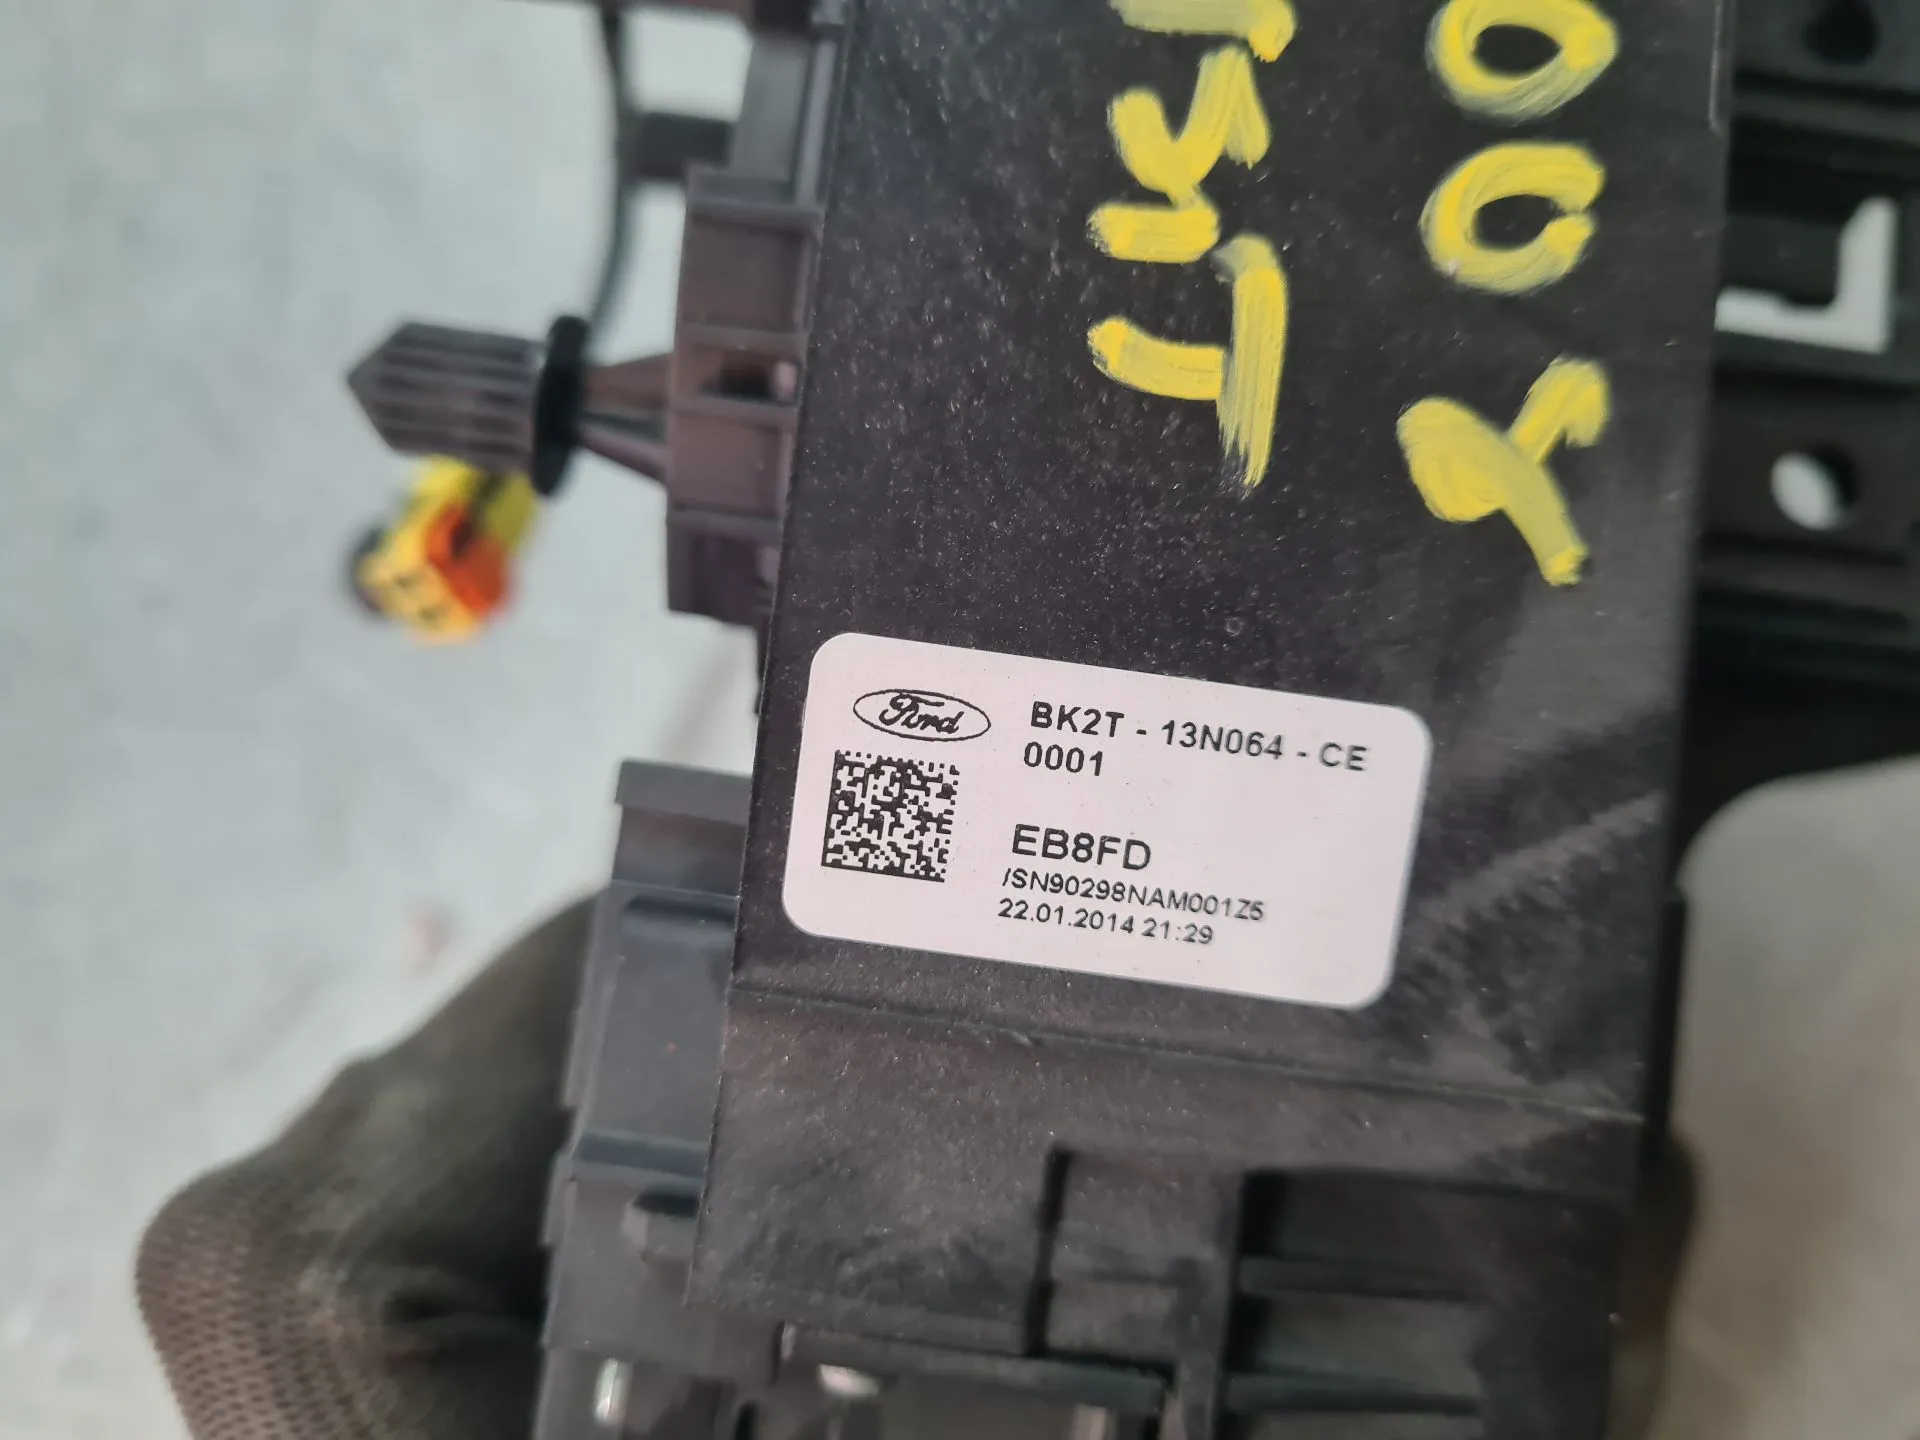 Ford
BK2T - 13N064 - CE
0001
EB8FD
/SN90298NAM001Z5
22.01.2014 21:29